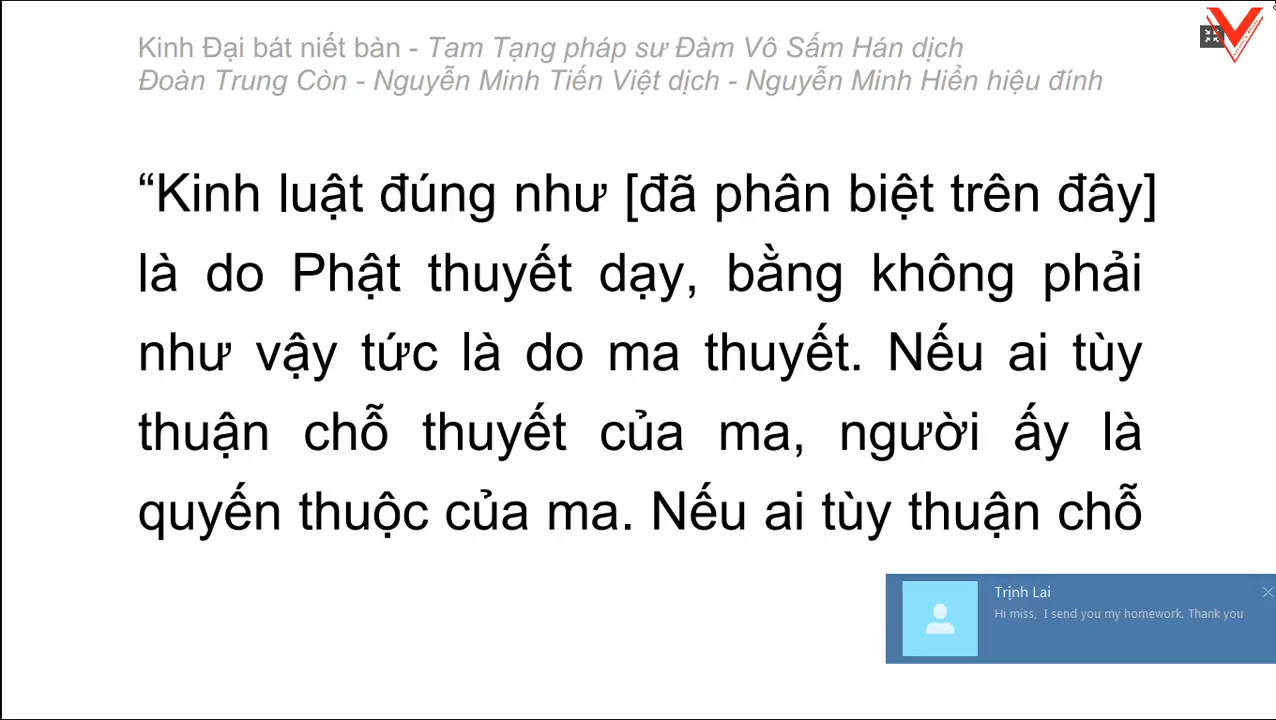 Kinh Đại bát niết bàn - Tam Tạng pháp sư Đàm Vô Sấm Hán dịch
Đoàn Trung Còn - Nguyễn Minh Tiến Việt dịch - Nguyễn Minh Hiển hiệu đính
“Kinh luật đúng như [đã phân biệt trên đây]
là do Phật thuyết dạy, bằng không phải
như vậy tức là do ma thuyết. Nếu ai tùy
thuận chỗ thuyết của ma, người ấy là
quyến thuộc của ma. Nếu ai tùy thuận chỗ
Trịnh Lai
Hi miss, I send you my homework. Thank you